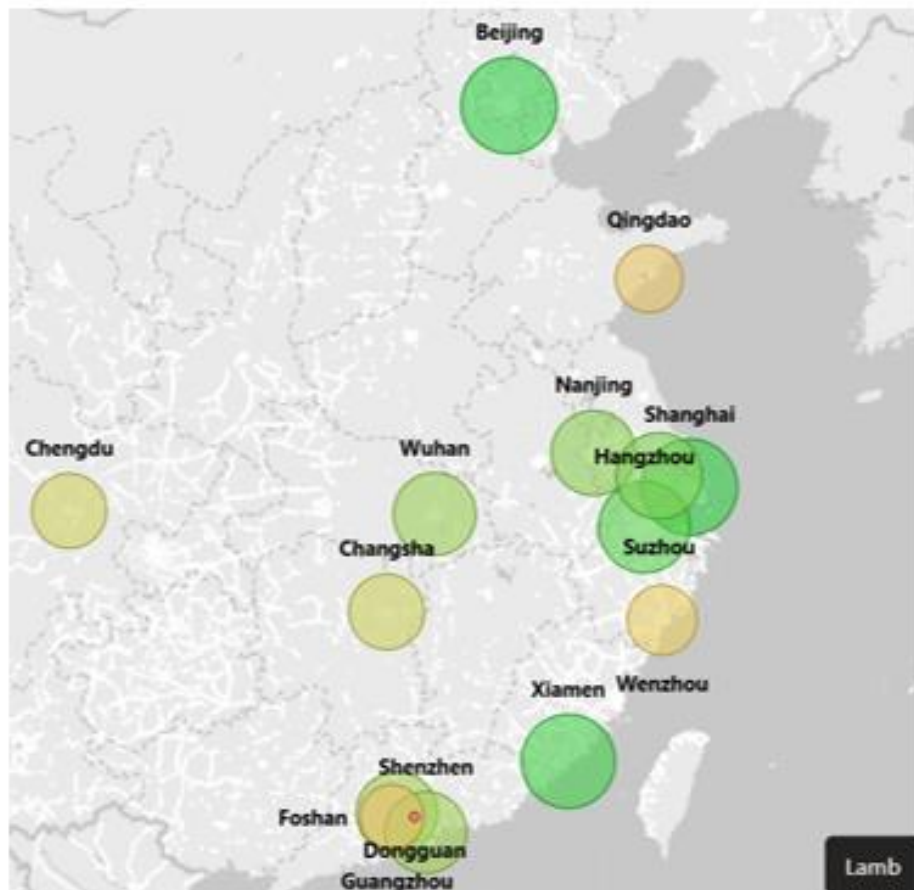 Beijing
Qingdao
Nanjing
Shanghai
Chengdu
Wuhan
Hangzhou
Changsha
Suzhou
Wenzhou
Xiamen
Shenzhen
Foshan
Dongguan
Guangzhou
Lamb